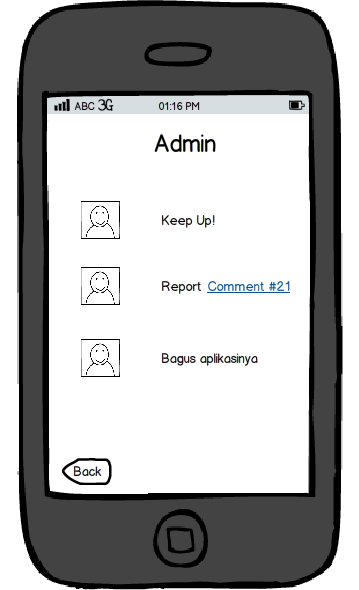 ABC 3G 01:16 PM
Admin
Keep Up!
Report Comment #21
Bagus aplikasinya
Back